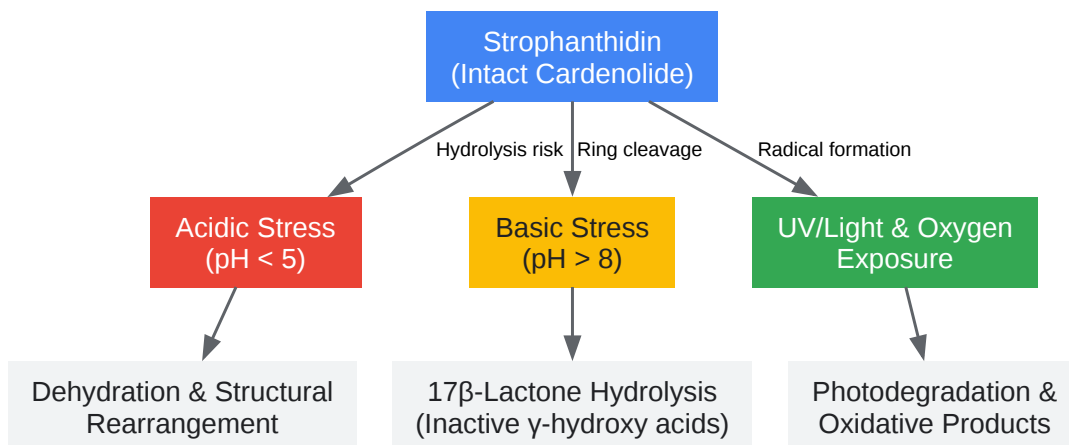 Strophanthidin
(Intact Cardenolide)
Hydrolysis risk
Ring cleavage
Radical formation
Acidic Stress
(pH < 5)
Basic Stress
(pH > 8)
UV/Light & Oxygen
Exposure
Dehydration & Structural
Rearrangement
17β-Lactone Hydrolysis
(Inactive γ-hydroxy acids)
Photodegradation &
Oxidative Products